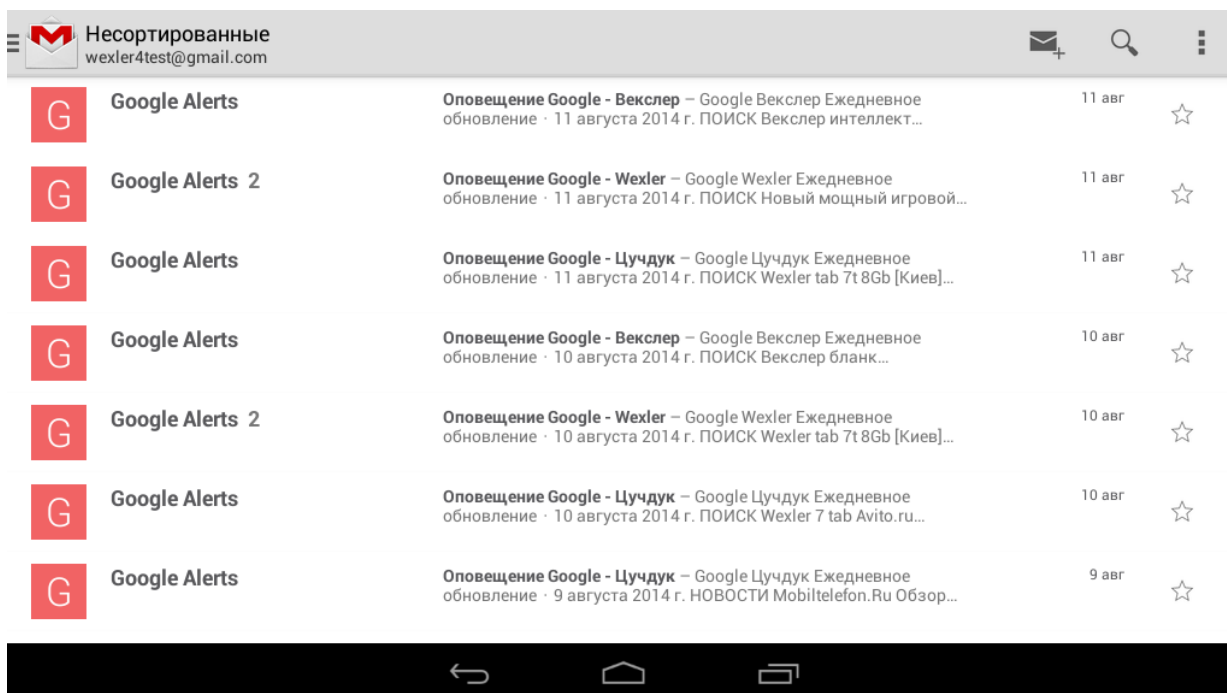 Несортированные
wexler4test@gmail.com
G
Google Alerts
Оповещение Google - Векслер – Google Векслер Ежедневное
обновление · 11 августа 2014 г. ПОИСК Векслер интеллект…
11 авг
G
Google Alerts 2
Оповещение Google - Wexler – Google Wexler Ежедневное
обновление · 11 августа 2014 г. ПОИСК Новый мощный игровой…
11 авг
G
Google Alerts
Оповещение Google - Цучдук – Google Цучдук Ежедневное
обновление · 11 августа 2014 г. ПОИСК Wexler tab 7t 8Gb [Киев]…
11 авг
G
Google Alerts
Оповещение Google - Векслер – Google Векслер Ежедневное
обновление · 10 августа 2014 г. ПОИСК Векслер бланк…
10 авг
G
Google Alerts 2
Оповещение Google - Wexler – Google Wexler Ежедневное
обновление · 10 августа 2014 г. ПОИСК Wexler tab 7t 8Gb [Киев]…
10 авг
G
Google Alerts
Оповещение Google - Цучдук – Google Цучдук Ежедневное
обновление · 10 августа 2014 г. ПОИСК Wexler 7 tab Avito.ru…
10 авг
G
Google Alerts
Оповещение Google - Цучдук – Google Цучдук Ежедневное
обновление · 9 августа 2014 г. НОВОСТИ Mobiltelefon.Ru Обзор…
9 авг